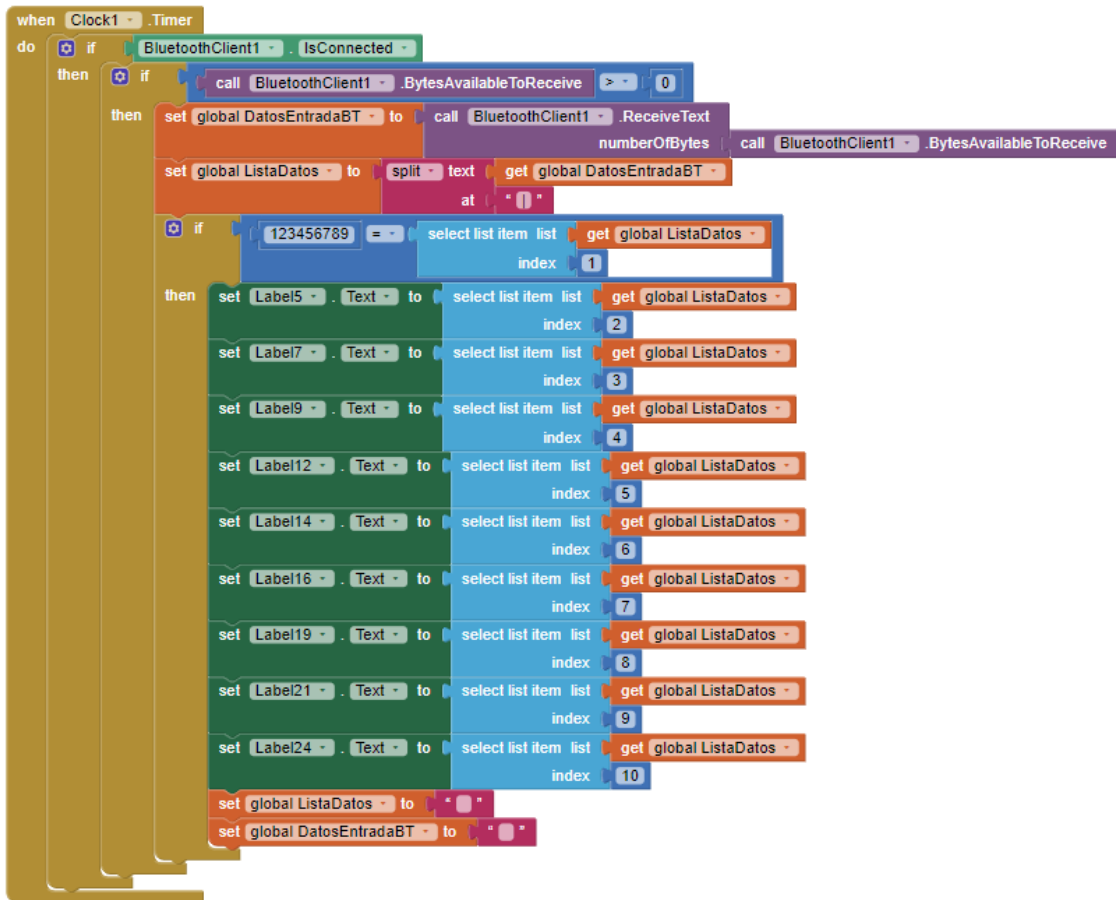 when Clock1 .Timer
do if BluetoothClient1 . IsConnected
then if call BluetoothClient1 .BytesAvailableToReceive > 0
then set global DatosEntradaBT to call BluetoothClient1 .ReceiveText
numberOfBytes call BluetoothClient1 .BytesAvailableToReceive
set global ListaDatos to split text get global DatosEntradaBT
at " | "
if 123456789 = select list item list get global ListaDatos
index 1
then set Label5 . Text to select list item list get global ListaDatos
index 2
set Label7 . Text to select list item list get global ListaDatos
index 3
set Label9 . Text to select list item list get global ListaDatos
index 4
set Label12 . Text to select list item list get global ListaDatos
index 5
set Label14 . Text to select list item list get global ListaDatos
index 6
set Label16 . Text to select list item list get global ListaDatos
index 7
set Label19 . Text to select list item list get global ListaDatos
index 8
set Label21 . Text to select list item list get global ListaDatos
index 9
set Label24 . Text to select list item list get global ListaDatos
index 10
set global ListaDatos to " "
set global DatosEntradaBT to " "